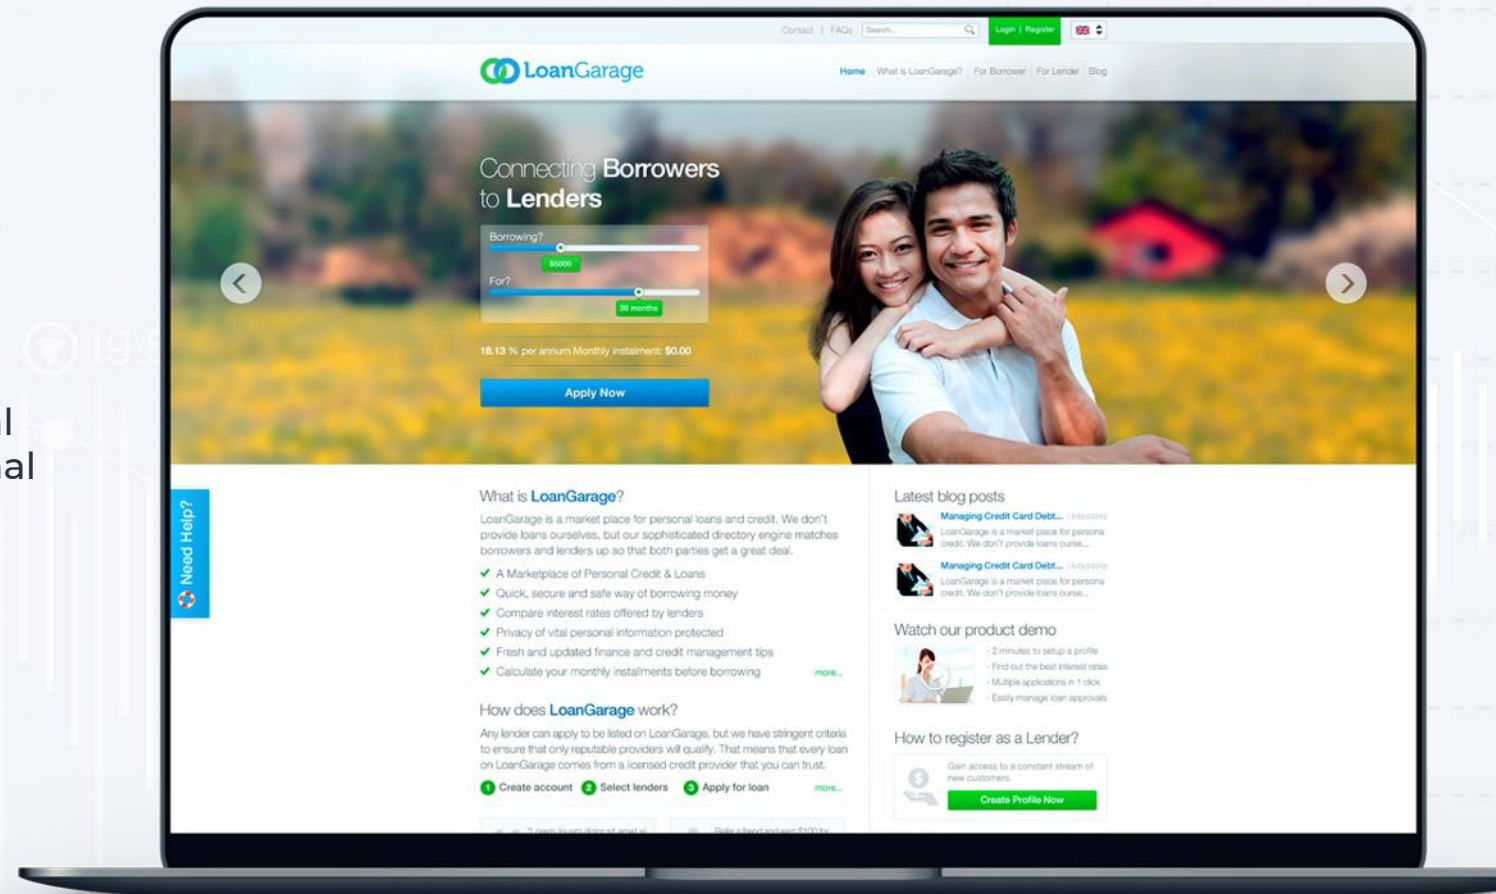 Contact | FAQs
Search...
Login | Register
LoanGarage
Home
What is LoanGarage?
For Borrower
For Lender
Blog
Connecting Borrowers
to Lenders
Borrowing?
$5000
For?
36 months
18.13 % per annum Monthly instalment: $0.00
Apply Now
19.5
al
nal
Need Help?
What is LoanGarage?
LoanGarage is a market place for personal loans and credit. We don't
provide loans ourselves, but our sophisticated directory engine matches
borrowers and lenders up so that both parties get a great deal.
A Marketplace of Personal Credit & Loans
Quick, secure and safe way of borrowing money
Compare interest rates offered by lenders
Privacy of vital personal information protected
Fresh and updated finance and credit management tips
Calculate your monthly instalments before borrowing
more...
How does LoanGarage work?
Any lender can apply to be listed on LoanGarage, but we have stringent criteria
to ensure that only reputable providers will qualify. That means that every loan
on LoanGarage comes from a licensed credit provider that you can trust.
1 Create account
2 Select lenders
3 Apply for loan
more...
Latest blog posts
Managing Credit Card Debt...
LoanGarage is a market place for persona
credit. We don't provide loans ourse...
Managing Credit Card Debt...
LoanGarage is a market place for persona
credit. We don't provide loans ourse...
Watch our product demo
- 2 minutes to setup a profile
- Find out the best interest rates
- Multiple applications in 1 click
- Easily manage loan approvals
How to register as a Lender?
Gain access to a constant stream of
new customers.
Create Profile Now